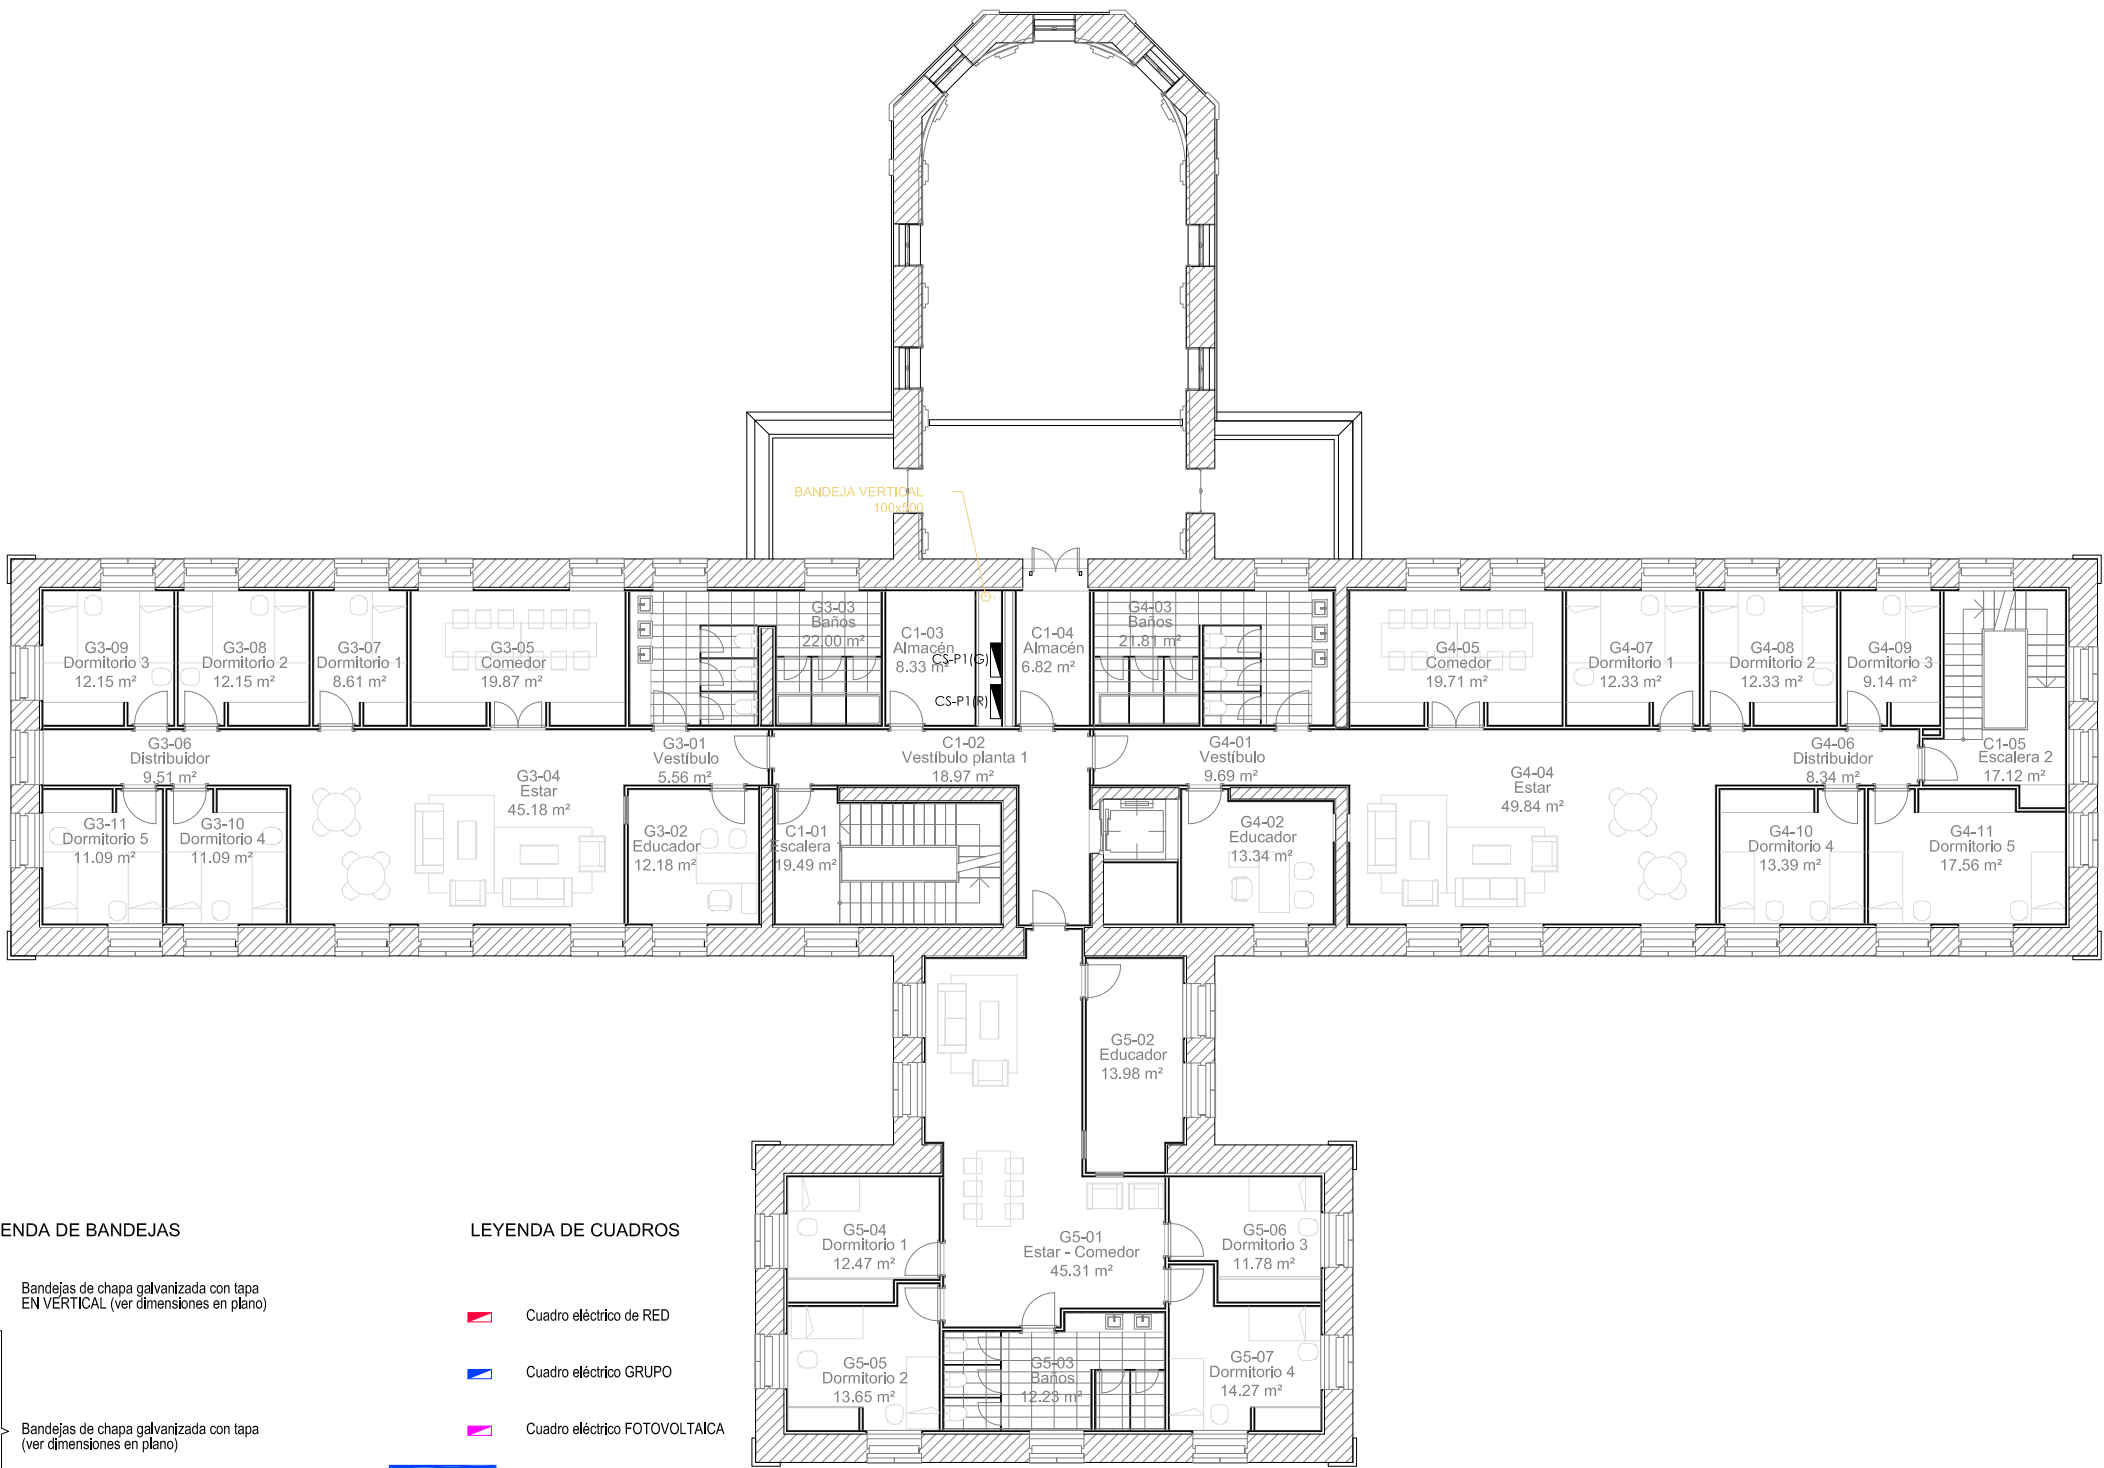 BANDEJA VERTICAL
100x500
G3-09
Dormitorio 3
12.15 m²
G3-08
Dormitorio 2
12.15 m²
G3-07
Dormitorio 1
8.61 m²
G3-05
Comedor
19.87 m²
G3-03
Baños
22.00 m²
C1-03
Almacén
8.33 m²
CS-P1(G)
CS-P1(R)
C1-04
Almacén
6.82 m²
G4-03
Baños
21.81 m²
G4-05
Comedor
19.71 m²
G4-07
Dormitorio 1
12.33 m²
G4-08
Dormitorio 2
12.33 m²
G4-09
Dormitorio 3
9.14 m²
G3-06
Distribuidor
9.51 m²
G3-04
Estar
45.18 m²
G3-01
Vestíbulo
5.56 m²
C1-02
Vestíbulo planta 1
18.97 m²
G4-01
Vestíbulo
9.69 m²
G4-04
Estar
49.84 m²
G4-06
Distribuidor
8.34 m²
C1-05
Escalera 2
17.12 m²
G3-11
Dormitorio 5
11.09 m²
G3-10
Dormitorio 4
11.09 m²
G3-02
Educador
12.18 m²
C1-01
Escalera 1
19.49 m²
G4-02
Educador
13.34 m²
G4-10
Dormitorio 4
13.39 m²
G4-11
Dormitorio 5
17.56 m²
G5-02
Educador
13.98 m²
G5-04
Dormitorio 1
12.47 m²
G5-01
Estar - Comedor
45.31 m²
G5-06
Dormitorio 3
11.78 m²
G5-05
Dormitorio 2
13.65 m²
G5-03
Baños
12.23 m²
G5-07
Dormitorio 4
14.27 m²
ENDA DE BANDEJAS
Bandejas de chapa galvanizada con tapa
EN VERTICAL (ver dimensiones en plano)
Bandejas de chapa galvanizada con tapa
(ver dimensiones en plano)
LEYENDA DE CUADROS
Cuadro eléctrico de RED
Cuadro eléctrico GRUPO
Cuadro eléctrico FOTOVOLTAICA